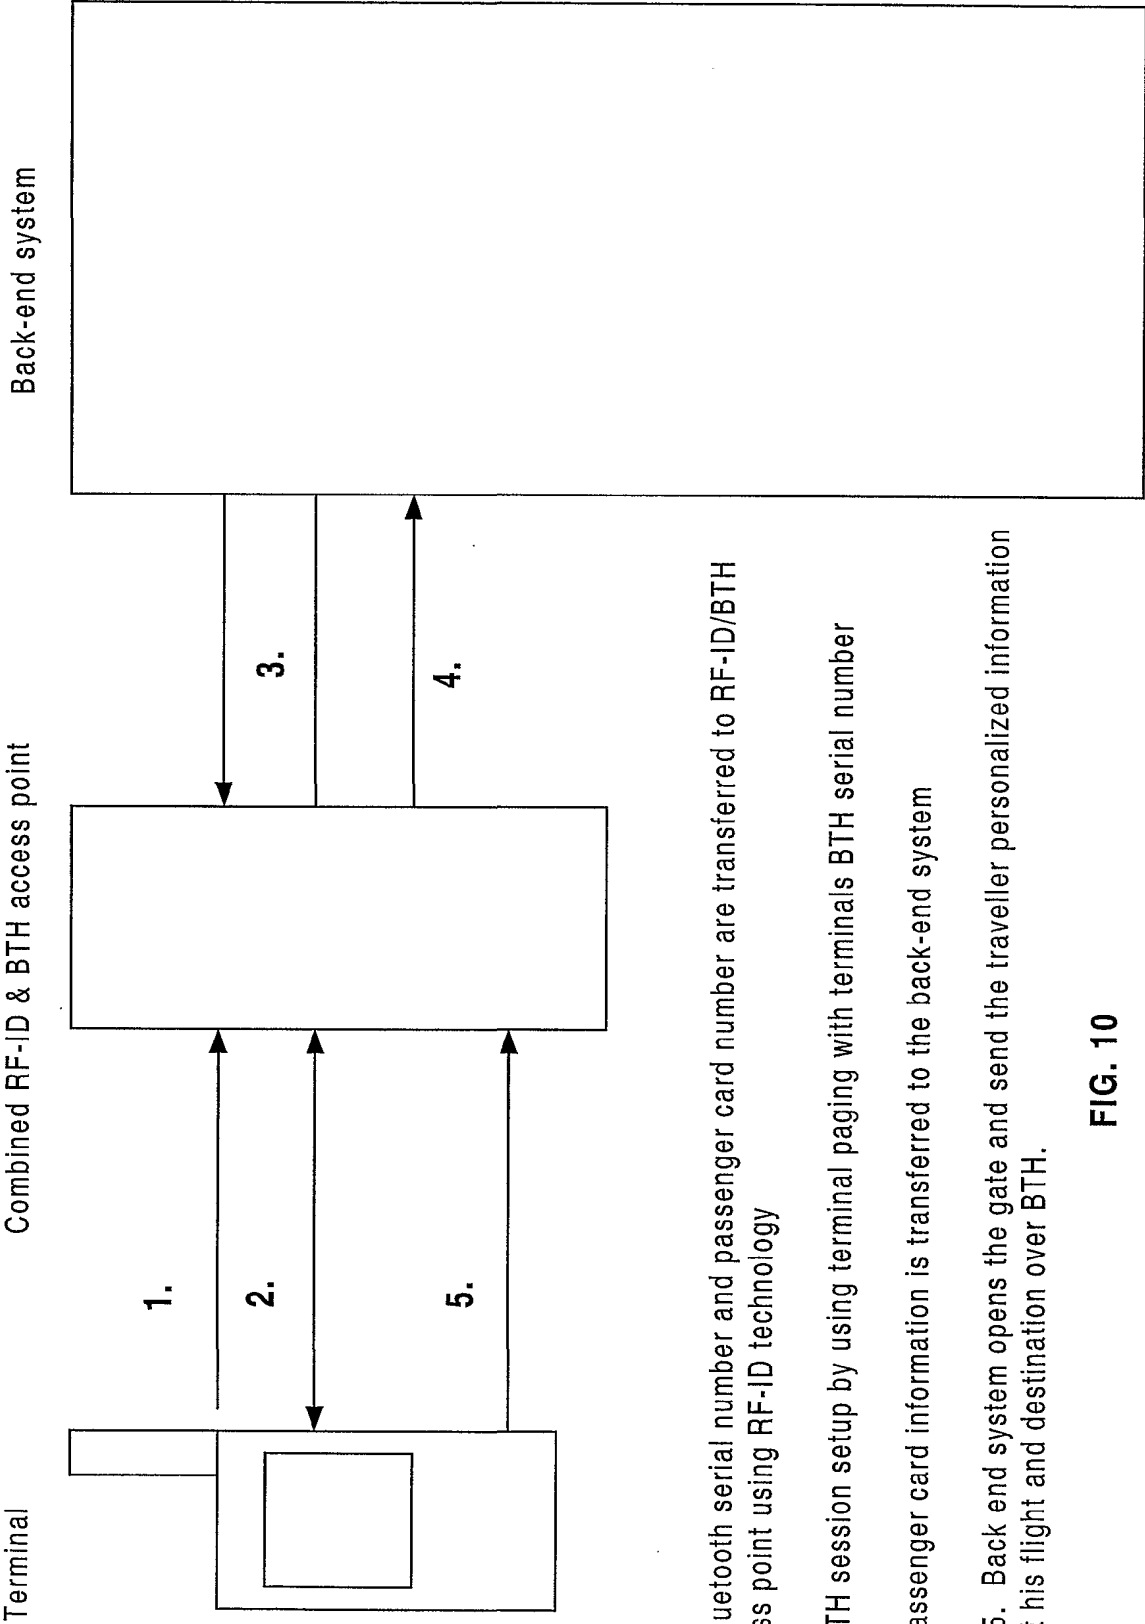 Terminal
Combined RF-ID & BTH access point
Back-end system
1.
2.
3.
4.
5.
uetooth serial number and passenger card number are transferred to RF-ID/BTH
ss point using RF-ID technology
TH session setup by using terminal paging with terminals BTH serial number
assenger card information is transferred to the back-end system
5. Back end system opens the gate and send the traveller personalized information
t his flight and destination over BTH.
FIG. 10